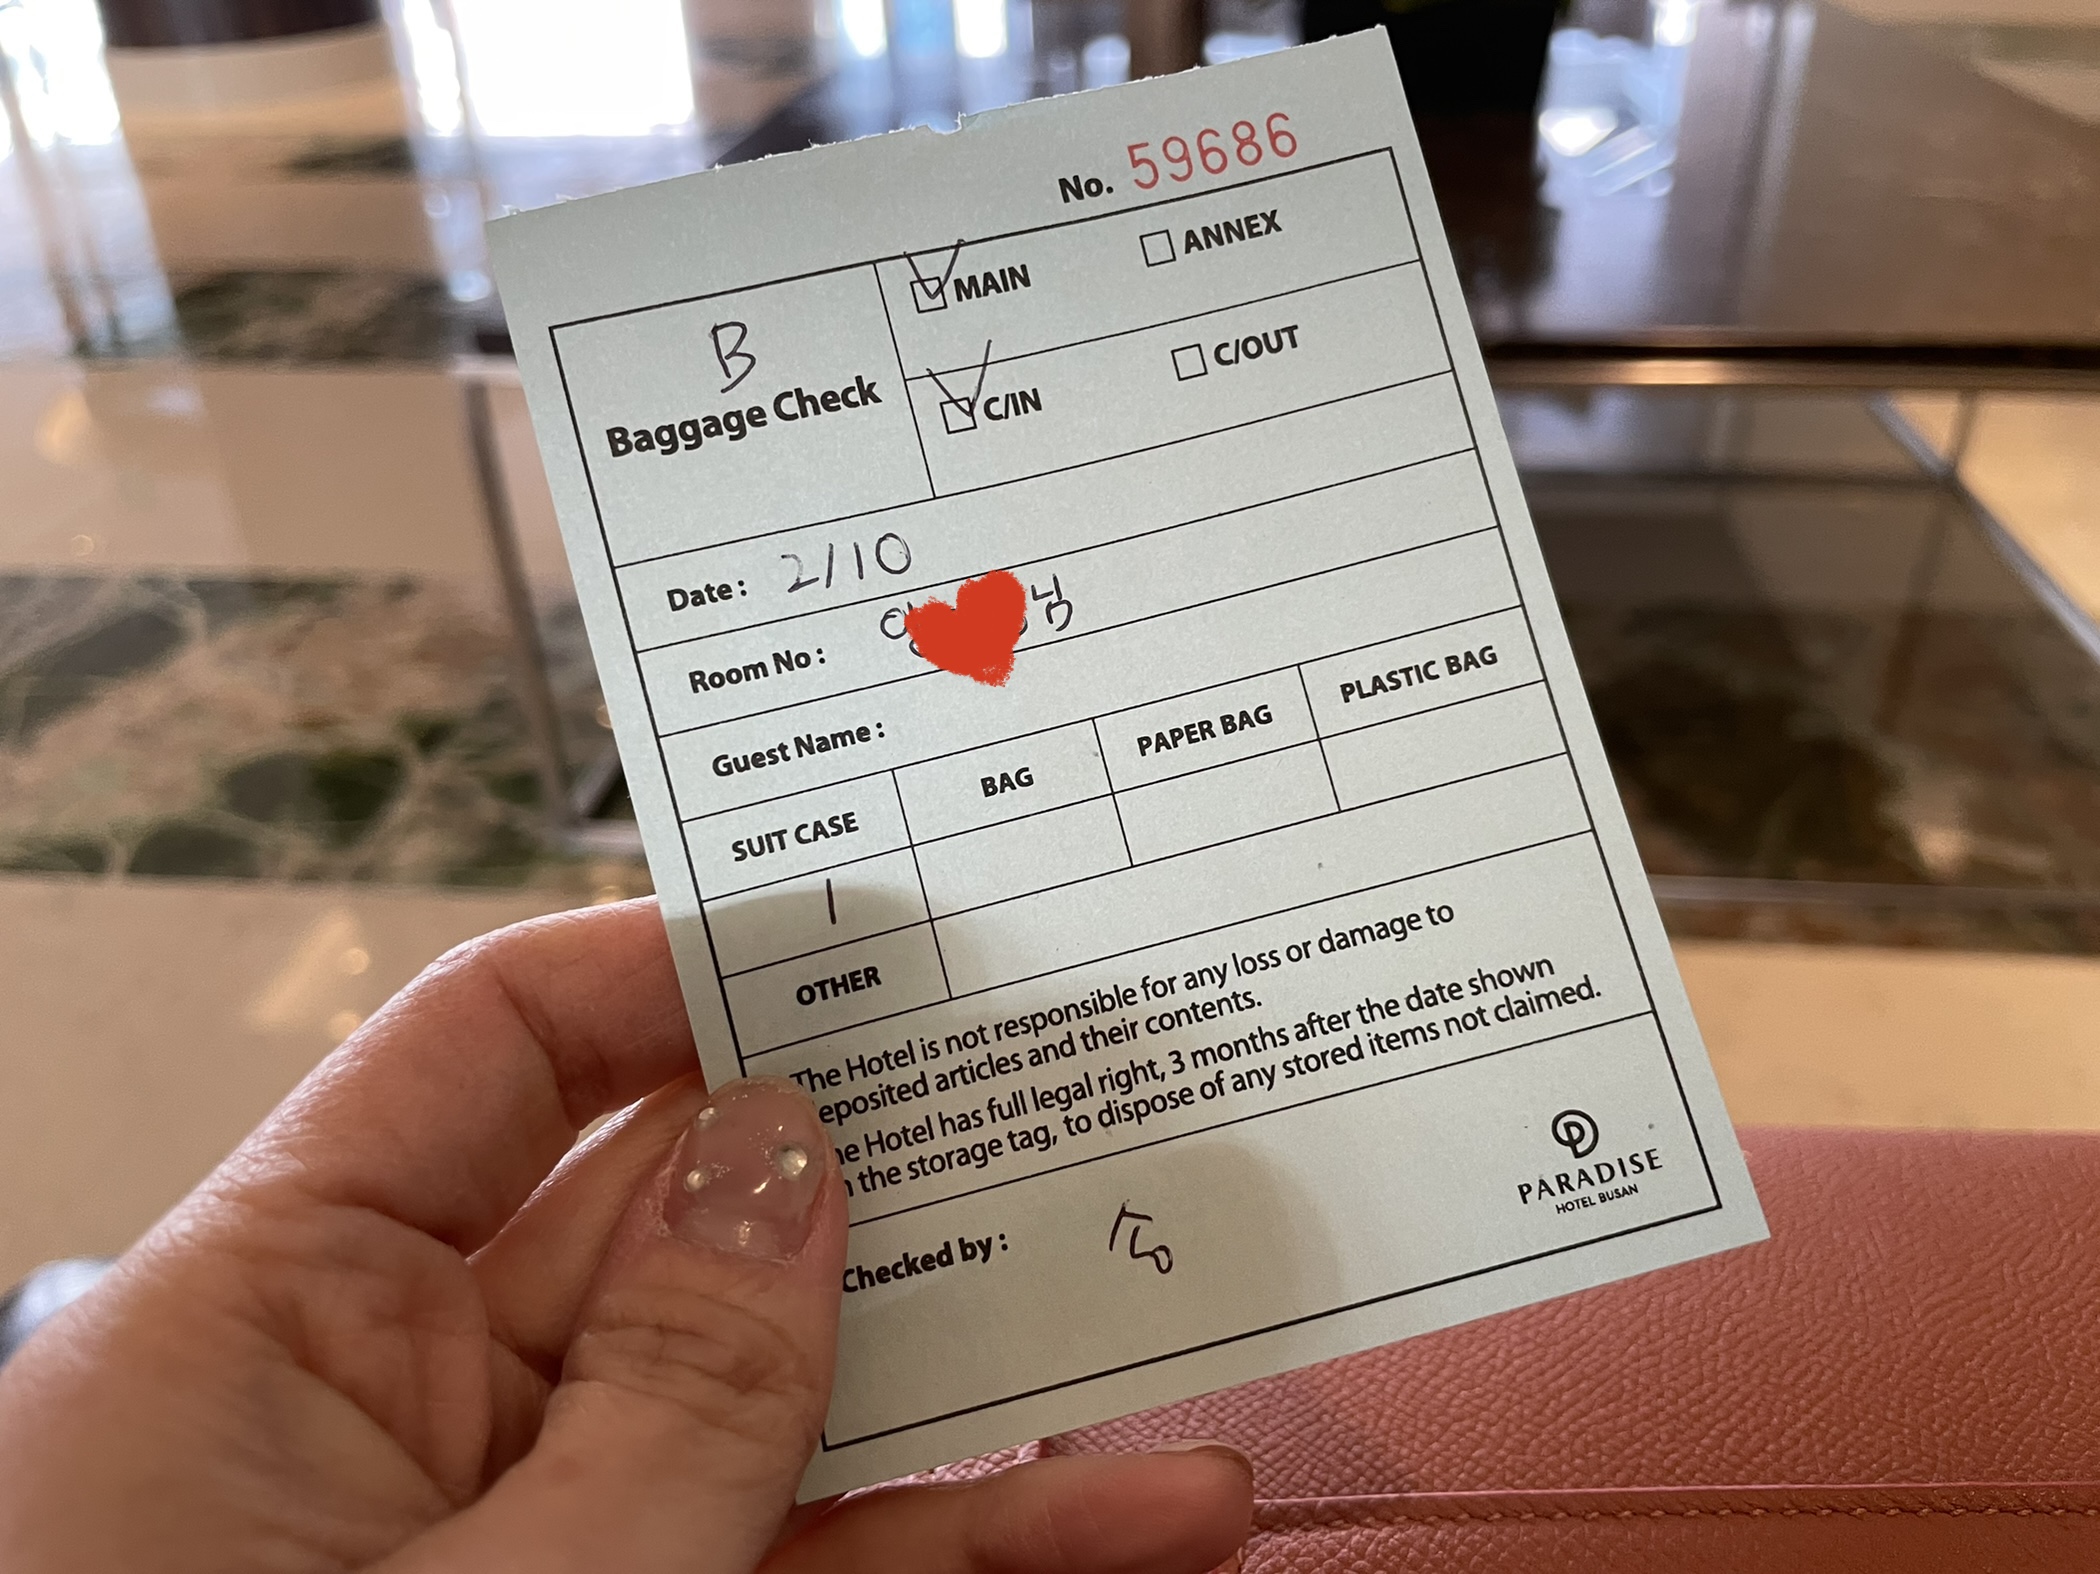 No. 59686
B
Baggage Check
MAIN
ANNEX
C/IN
C/OUT
Date: 2/10
Room No: 님
Guest Name:
SUIT CASE
BAG
PAPER BAG
PLASTIC BAG
1
OTHER
The Hotel is not responsible for any loss or damage to
eposited articles and their contents.
he Hotel has full legal right, 3 months after the date shown
the storage tag, to dispose of any stored items not claimed.
Checked by:
PARADISE
HOTEL BUSAN